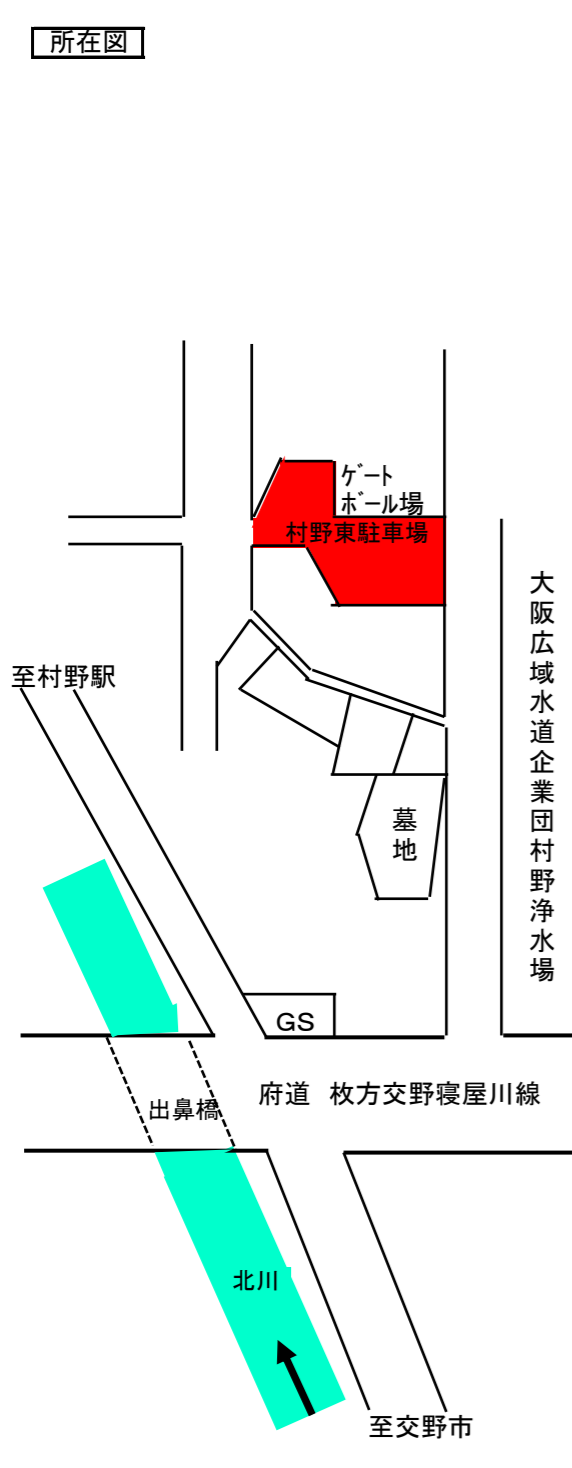 所在図
ゲート
ボール場
村野東駐車場
大阪広域水道企業団村野浄水場
至村野駅
墓地
GS
府道 枚方交野寝屋川線
出鼻橋
北川
至交野市